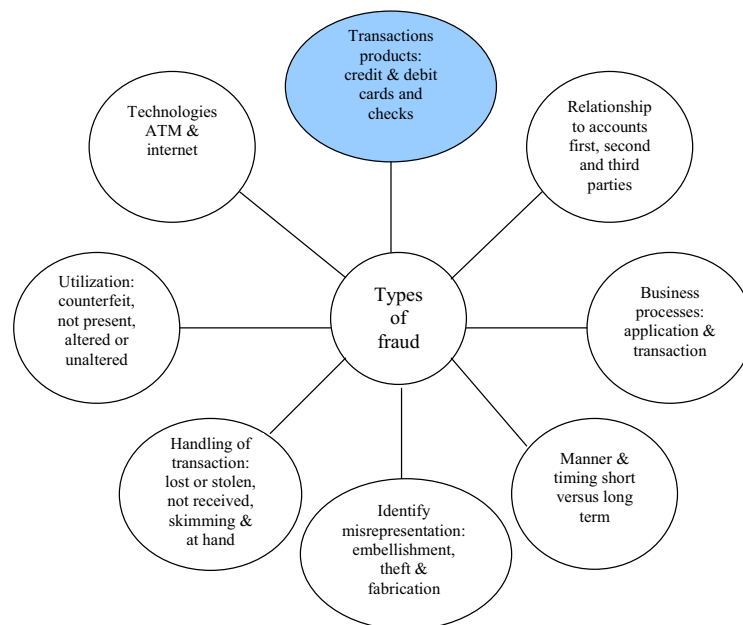 Transactions
products:
credit & debit
cards and
checks
Technologies
ATM &
internet
Relationship
to accounts
first, second
and third
parties
Utilization:
counterfeit,
not present,
altered or
unaltered
Types
of
fraud
Business
processes:
application &
transaction
Handling of
transaction:
lost or stolen,
not received,
skimming &
at hand
Identify
misrepresentation:
embellishment,
theft &
fabrication
Manner &
timing short
versus long
term